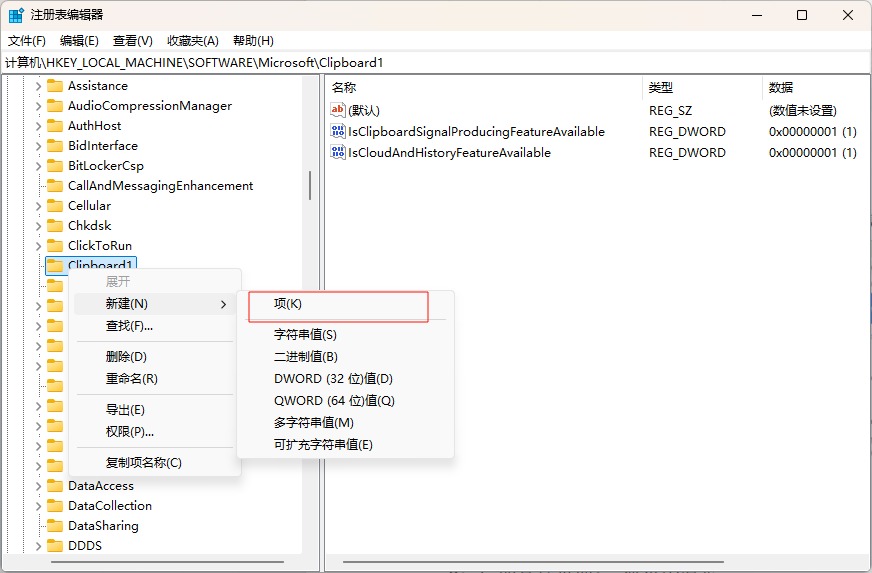 注册表编辑器
文件(F) 编辑(E) 查看(V) 收藏夹(A) 帮助(H)
计算机\HKEY_LOCAL_MACHINE\SOFTWARE\Microsoft\Clipboard1
Assistance
AudioCompressionManager
AuthHost
BidInterface
BitLockerCsp
CallAndMessagingEnhancement
Cellular
Chkdsk
ClickToRun
Clipboard1
DataAccess
DataCollection
DataSharing
DDDS
展开
新建(N)
查找(F)...
删除(D)
重命名(R)
导出(E)
权限(P)...
复制项名称(C)
项(K)
字符串值(S)
二进制值(B)
DWORD (32 位)值(D)
QWORD (64 位)值(Q)
多字符串值(M)
可扩充字符串值(E)
名称 类型 数据
ab (默认) REG_SZ (数值未设置)
IsClipboardSignalProducingFeatureAvailable REG_DWORD 0x00000001 (1)
IsCloudAndHistoryFeatureAvailable REG_DWORD 0x00000001 (1)